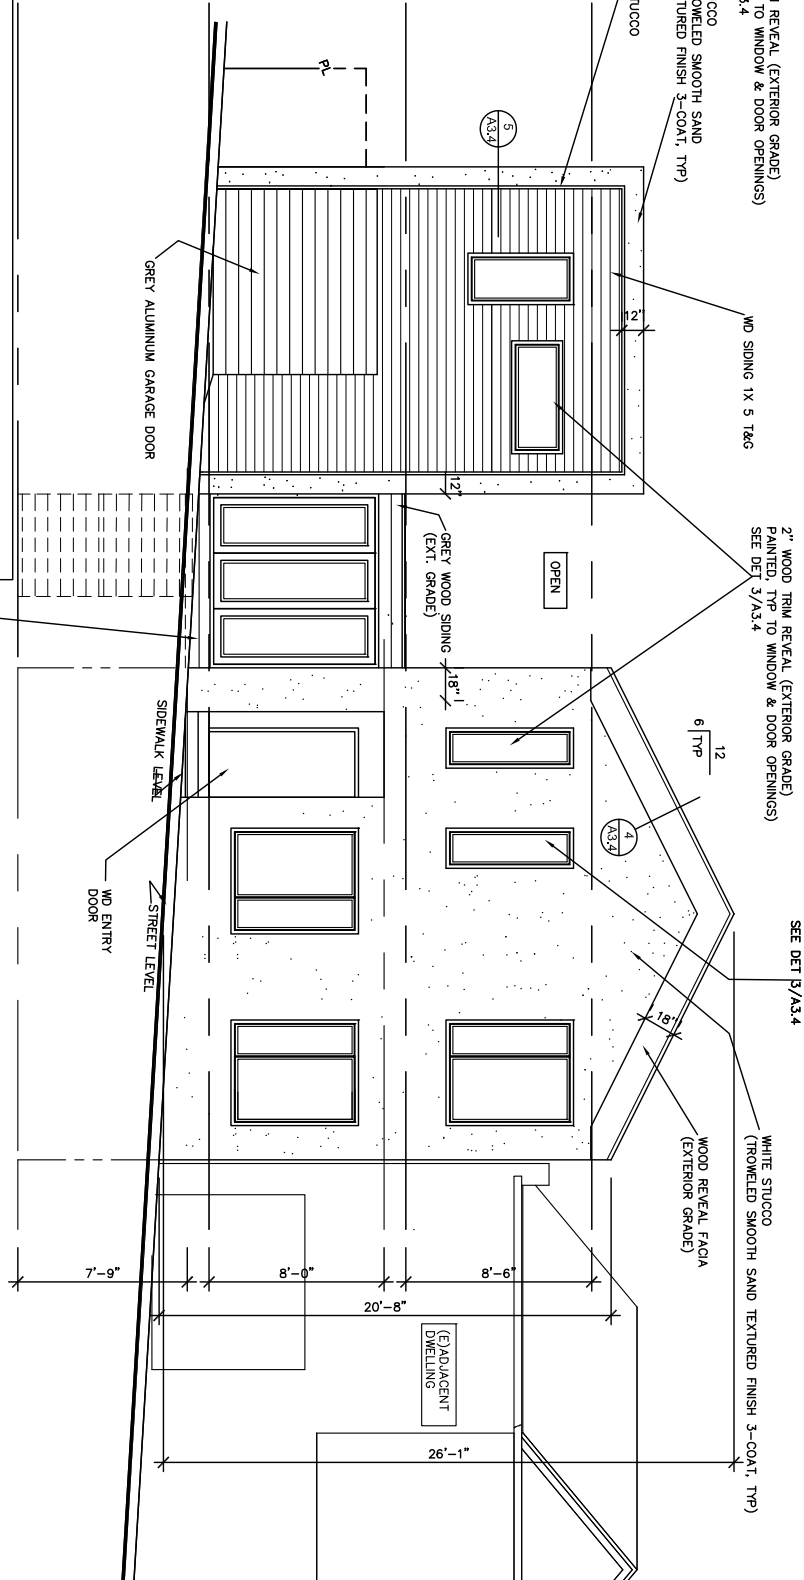 REVEAL (EXTERIOR GRADE)
TO WINDOW & DOOR OPENINGS)
3.4
CCO
OWELED SMOOTH SAND
TURED FINISH 3-COAT, TYP)
TUCCO
PL
5
A3.4
12"
WD SIDING 1X 5 T&G
GREY ALUMINUM GARAGE DOOR
12"
GREY WOOD SIDING
(EXT. GRADE)
OPEN
2" WOOD TRIM REVEAL (EXTERIOR GRADE)
PAINTED, TYP TO WINDOW & DOOR OPENINGS)
SEE DET 3/A3.4
18"
12
6 TYP
4
A3.4
SIDEWALK LEVEL
STREET LEVEL
WD ENTRY
DOOR
SEE DET 3/A3.4
18"
WHITE STUCCO
(TROWELED SMOOTH SAND TEXTURED FINISH 3-COAT, TYP)
WOOD REVEAL FACIA
(EXTERIOR GRADE)
8'-6"
8'-0"
7'-9"
20'-8"
(E)ADJACENT
DWELLING
26'-1"